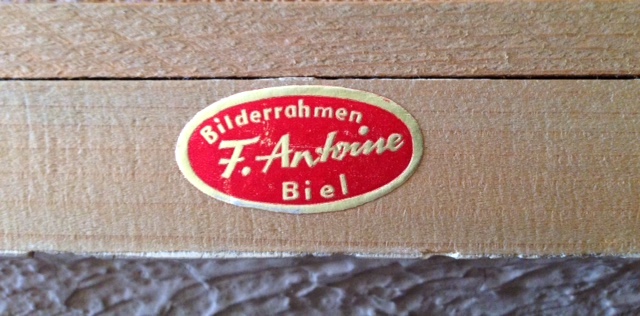 Bilderrahmen
F. Antoine
Biel